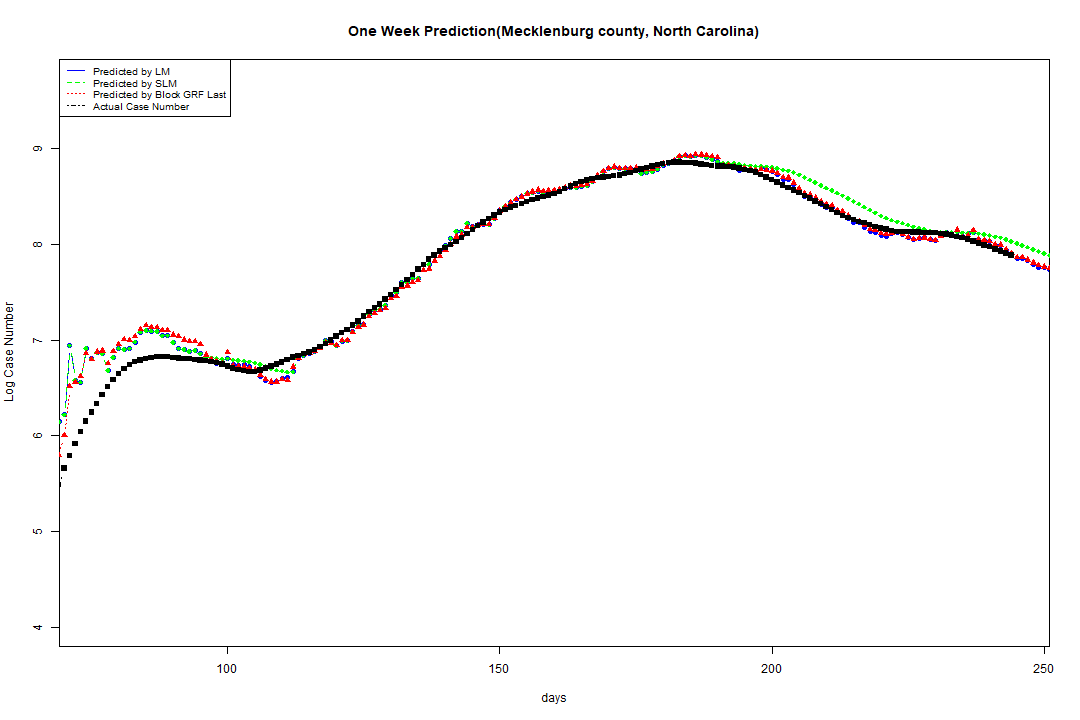 One Week Prediction(Mecklenburg county, North Carolina)
Predicted by LM
Predicted by SLM
Predicted by Block GRF Last
Actual Case Number
Log Case Number
9
8
7
6
5
4
100 150 200 250
days